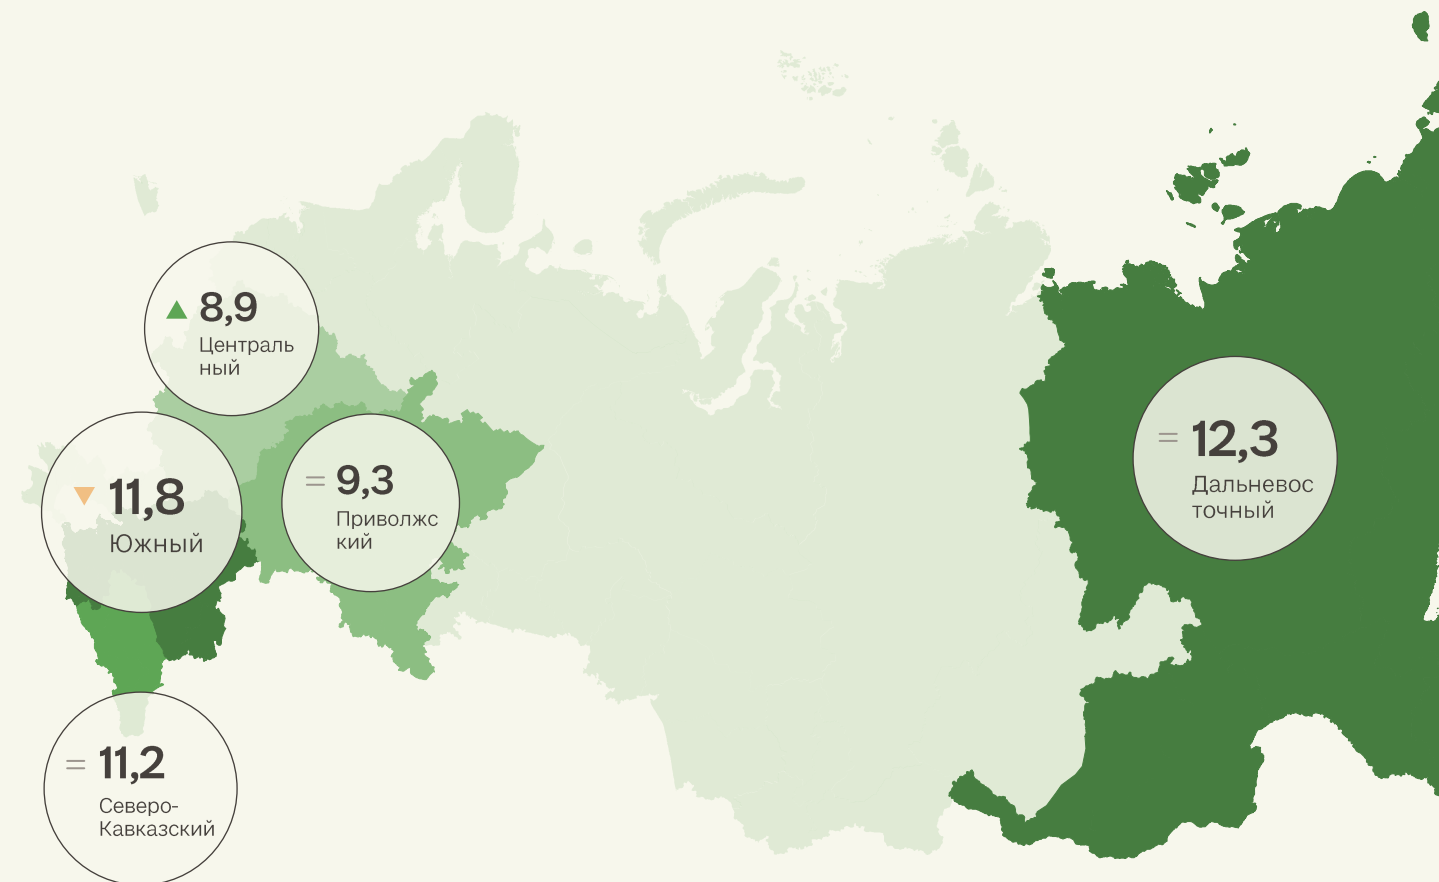 ▲ 8,9
Централь
ный
▼ 11,8
Южный
= 9,3
Приволжс
кий
= 12,3
Дальневос
точный
= 11,2
Северо-
Кавказский